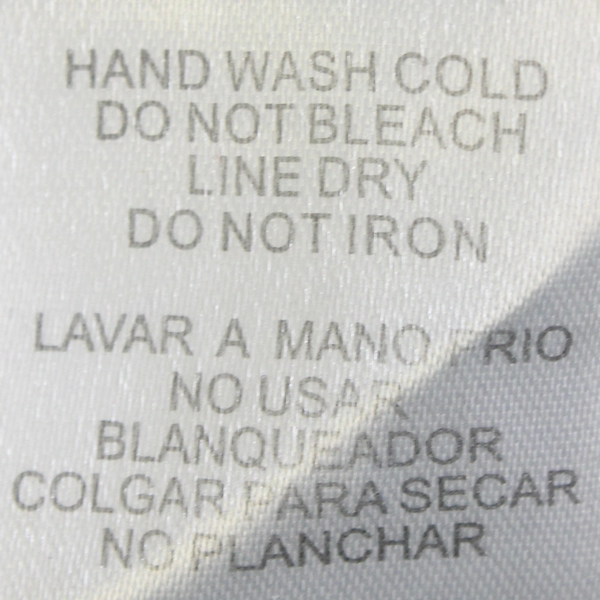 HAND WASH COLD
DO NOT BLEACH
LINE DRY
DO NOT IRON
LAVAR A MANO FRIO
NO USAR
BLANQUEADOR
COLGAR PARA SECAR
NO PLANCHAR